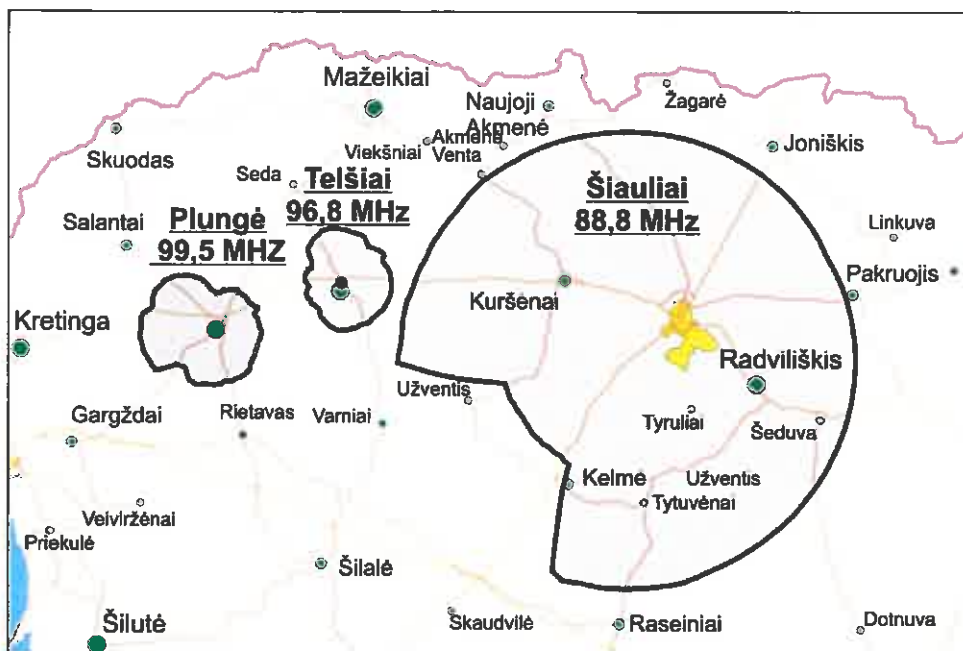 Mažeikiai
Naujoji
Akmenė
Žagarė
Skuodas
Viekšniai
Akmenė
Venta
Joniškis
Seda
Telšiai
96,8 MHz
Šiauliai
88,8 MHz
Salantai
Plungė
99,5 MHZ
Linkuva
Pakruojis
Kuršėnai
Kretinga
Radviliškis
Užventis
Gargždai
Rietavas
Varniai
Tyruliai
Šeduva
Kelme
Užventis
Tytuvėnai
Veiviržėnai
Priekulė
Šilalė
Šilutė
Skaudvilė
Raseiniai
Dotnuva